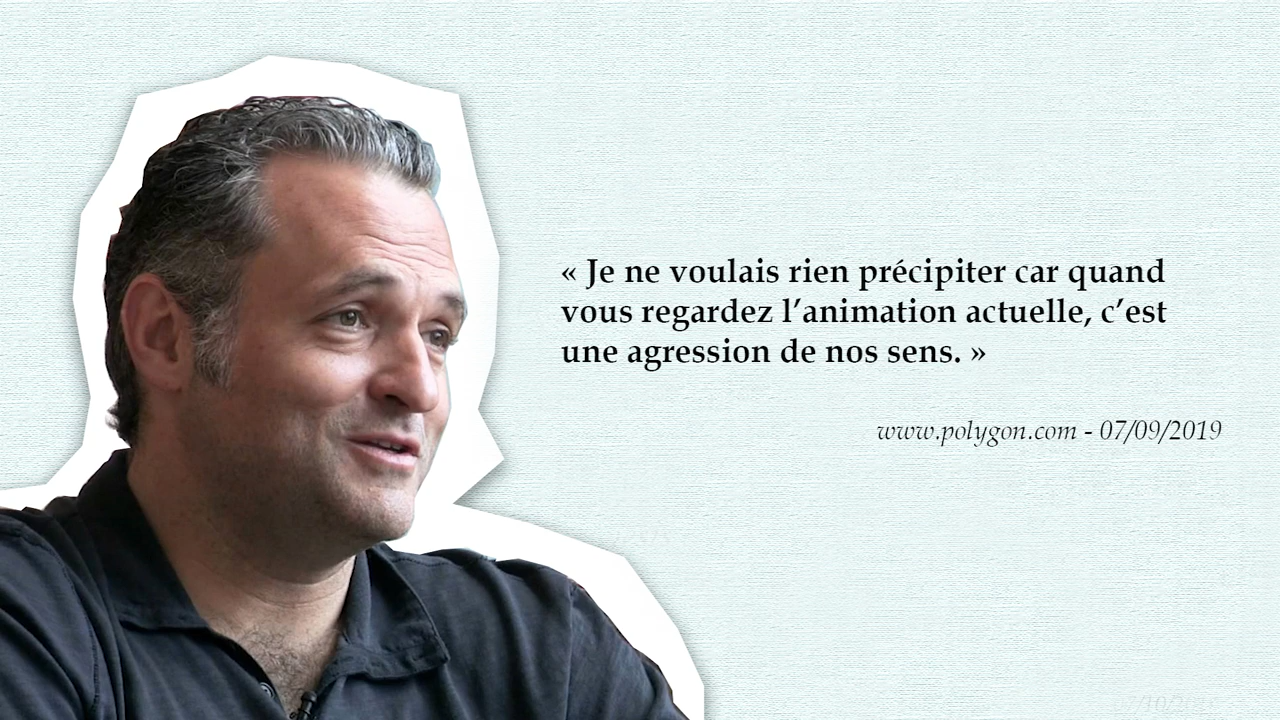 « Je ne voulais rien précipiter car quand
vous regardez l’animation actuelle, c’est
une agression de nos sens. »
www.polygon.com - 07/09/2019